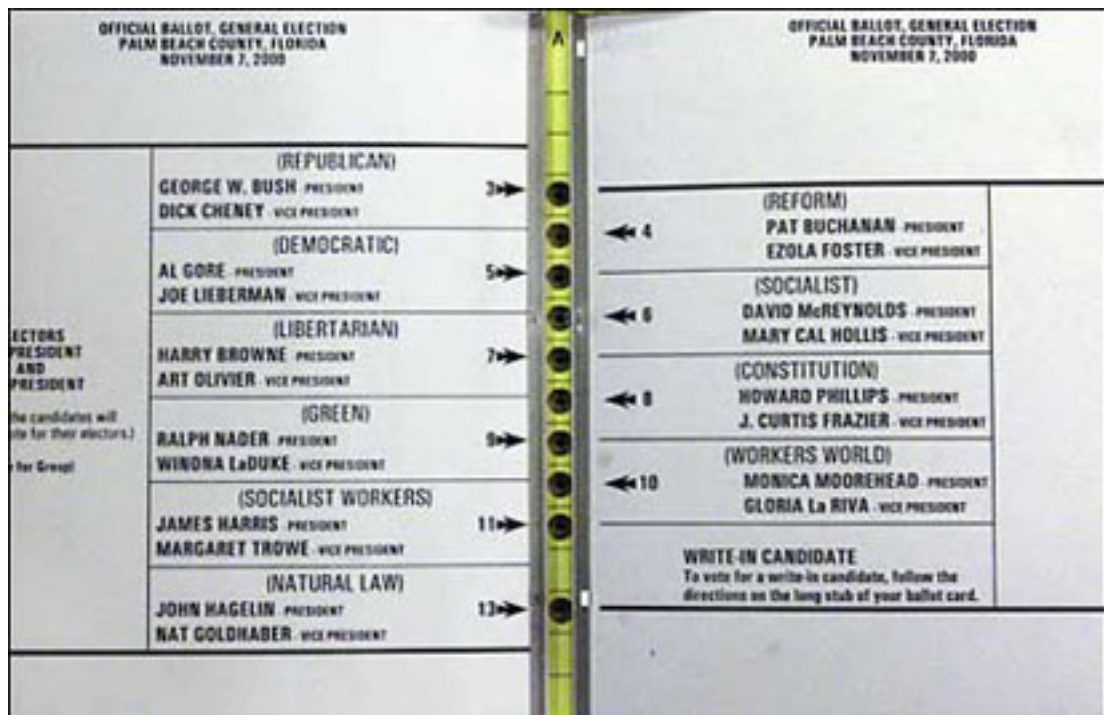 OFFICIAL BALLOT, GENERAL ELECTION
PALM BEACH COUNTY, FLORIDA
NOVEMBER 7, 2000
(REPUBLICAN)
GEORGE W. BUSH - PRESIDENT
DICK CHENEY - VICE PRESIDENT
3
(DEMOCRATIC)
AL GORE - PRESIDENT
JOE LIEBERMAN - VICE PRESIDENT
5
(LIBERTARIAN)
HARRY BROWNE - PRESIDENT
ART OLIVIER - VICE PRESIDENT
7
(GREEN)
RALPH NADER - PRESIDENT
WINONA LaDUKE - VICE PRESIDENT
9
(SOCIALIST WORKERS)
JAMES HARRIS - PRESIDENT
MARGARET TROWE - VICE PRESIDENT
11
(NATURAL LAW)
JOHN HAGELIN - PRESIDENT
NAT GOLDHABER - VICE PRESIDENT
13
ECTORS
PRESIDENT
AND
PRESIDENT
the candidates will
ote for their electors.)
for Group)
A
OFFICIAL BALLOT, GENERAL ELECTION
PALM BEACH COUNTY, FLORIDA
NOVEMBER 7, 2000
(REFORM)
4 PAT BUCHANAN - PRESIDENT
EZOLA FOSTER - VICE PRESIDENT
(SOCIALIST)
6 DAVID McREYNOLDS - PRESIDENT
MARY CAL HOLLIS - VICE PRESIDENT
(CONSTITUTION)
8 HOWARD PHILLIPS - PRESIDENT
J. CURTIS FRAZIER - VICE PRESIDENT
(WORKERS WORLD)
10 MONICA MOOREHEAD - PRESIDENT
GLORIA La RIVA - VICE PRESIDENT
WRITE-IN CANDIDATE
To vote for a write-in candidate, follow the
directions on the long stub of your ballot card.